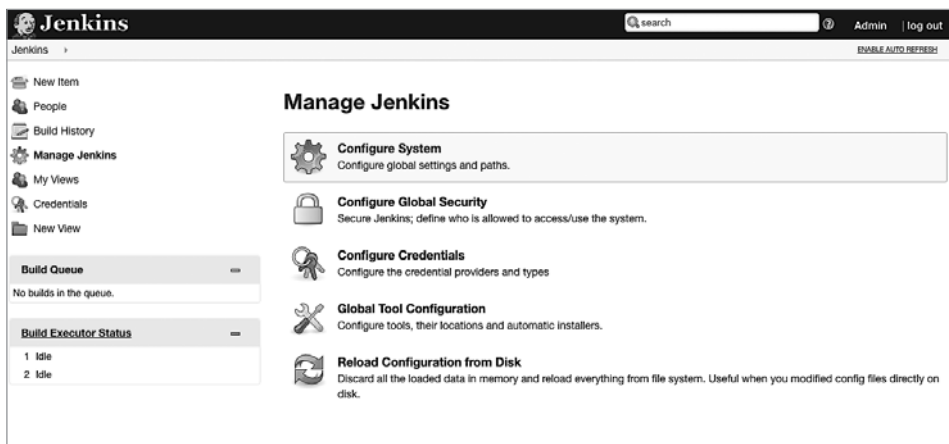 Jenkins
search
Admin | log out
Jenkins
ENABLE AUTO REFRESH
New Item
People
Build History
Manage Jenkins
My Views
Credentials
New View
Build Queue
No builds in the queue.
Build Executor Status
1 Idle
2 Idle
Manage Jenkins
Configure System
Configure global settings and paths.
Configure Global Security
Secure Jenkins; define who is allowed to access/use the system.
Configure Credentials
Configure the credential providers and types
Global Tool Configuration
Configure tools, their locations and automatic installers.
Reload Configuration from Disk
Discard all the loaded data in memory and reload everything from file system. Useful when you modified config files directly on
disk.